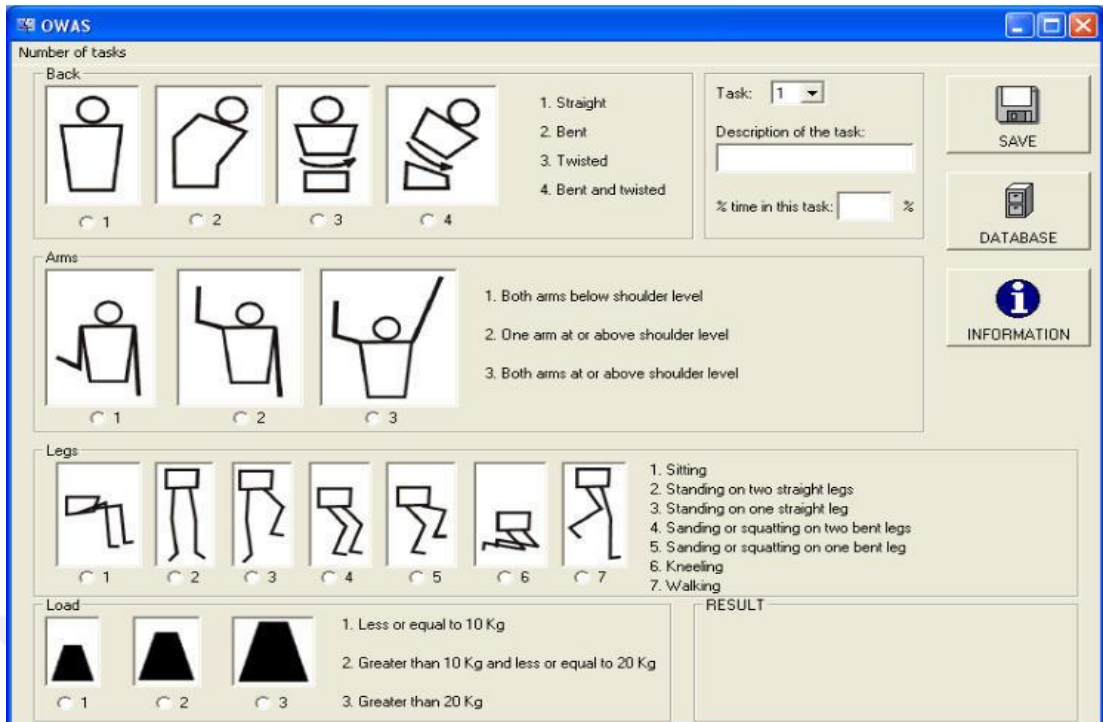 OWAS
Number of tasks
Back
1. Straight
2. Bent
3. Twisted
4. Bent and twisted
1 2 3 4
Task: 1
Description of the task:
% time in this task: %
SAVE
DATABASE
INFORMATION
Arms
1. Both arms below shoulder level
2. One arm at or above shoulder level
3. Both arms at or above shoulder level
1 2 3
Legs
1. Sitting
2. Standing on two straight legs
3. Standing on one straight leg
4. Sanding or squatting on two bent legs
5. Sanding or squatting on one bent leg
6. Kneeling
7. Walking
1 2 3 4 5 6 7
Load
1. Less or equal to 10 Kg
2. Greater than 10 Kg and less or equal to 20 Kg
3. Greater than 20 Kg
1 2 3
RESULT